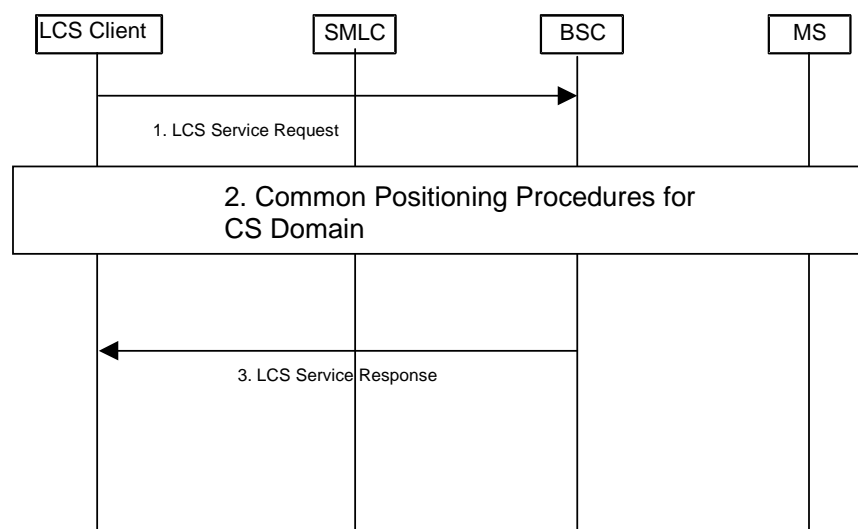 LCS Client
SMLC
BSC
MS
1. LCS Service Request
2. Common Positioning Procedures for
CS Domain
3. LCS Service Response